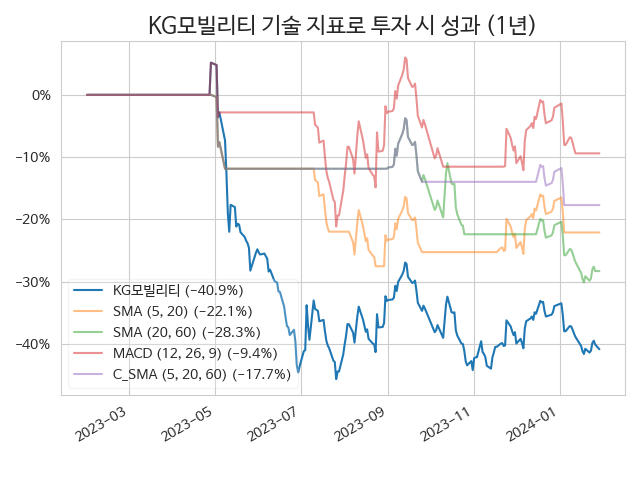 KG모빌리티 기술 지표로 투자 시 성과 (1년)
0%
−10%
−20%
−30%
−40%
KG모빌리티 (−40.9%)
SMA (5, 20) (−22.1%)
SMA (20, 60) (−28.3%)
MACD (12, 26, 9) (−9.4%)
C_SMA (5, 20, 60) (−17.7%)
2023−03
2023−05
2023−07
2023−09
2023−11
2024−01